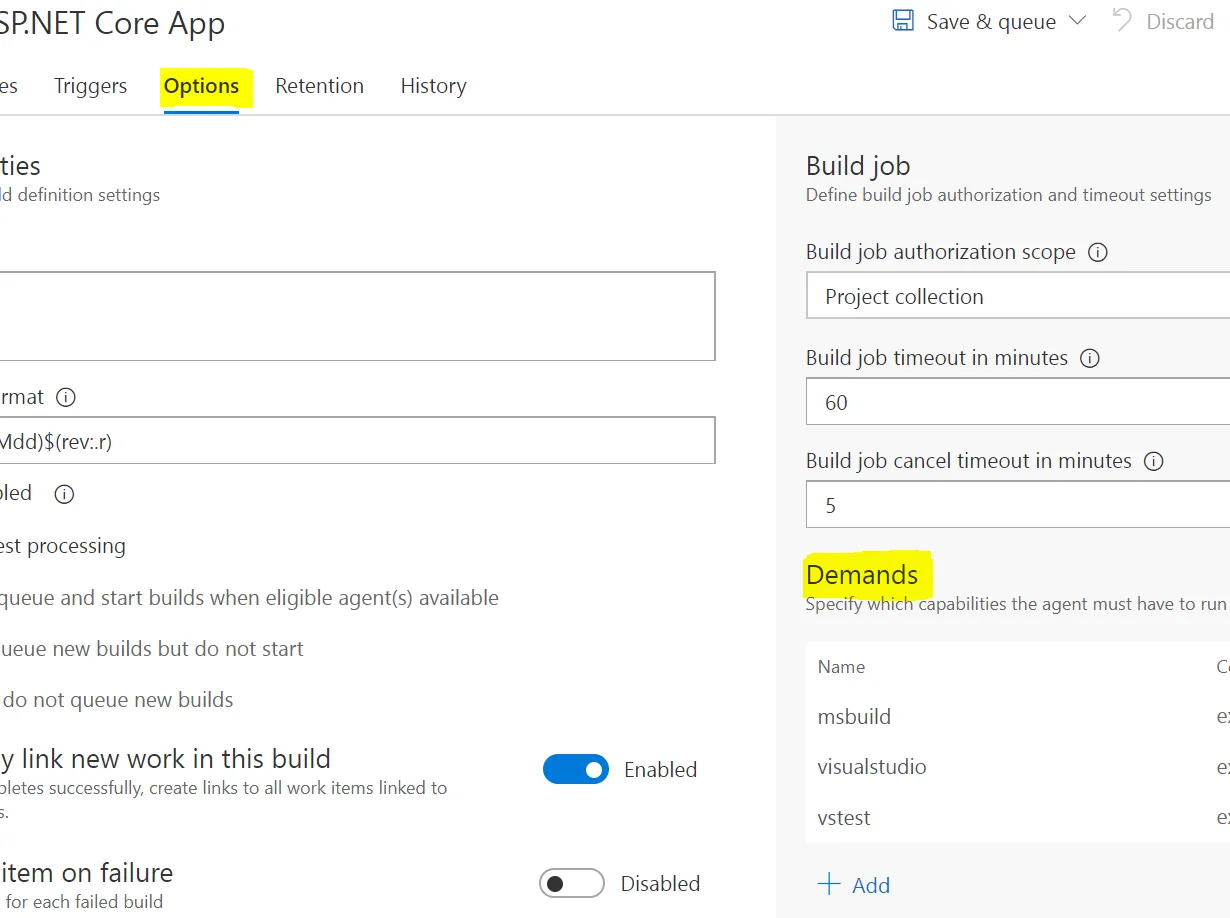 SP.NET Core App
Save & queue
Discard
es
Triggers
Options
Retention
History
ties
ld definition settings
rmat
Mdd)$(rev:.r)
bled
est processing
queue and start builds when eligible agent(s) available
ueue new builds but do not start
do not queue new builds
y link new work in this build
pletes successfully, create links to all work items linked to
s.
Enabled
item on failure
for each failed build
Disabled
Build job
Define build job authorization and timeout settings
Build job authorization scope
Project collection
Build job timeout in minutes
60
Build job cancel timeout in minutes
5
Demands
Specify which capabilities the agent must have to run
Name
msbuild
ex
visualstudio
ex
vstest
ex
Add